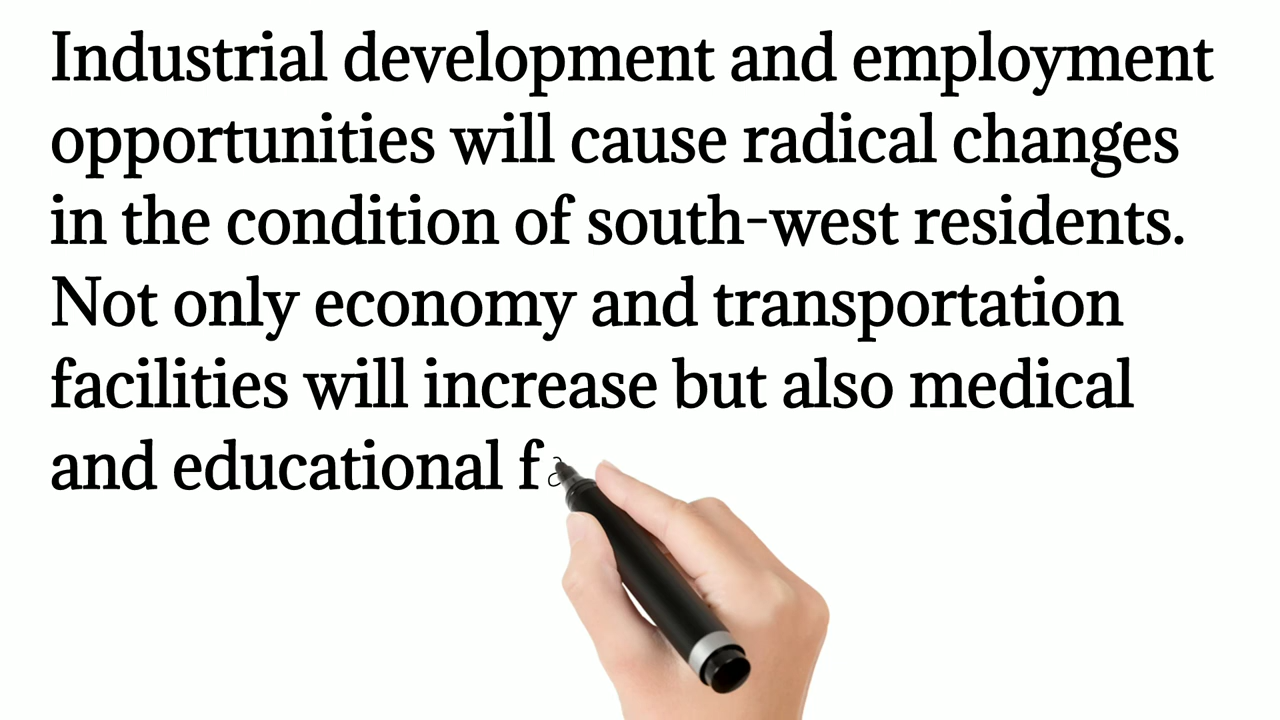 Industrial development and employment
opportunities will cause radical changes
in the condition of south-west residents.
Not only economy and transportation
facilities will increase but also medical
and educational f